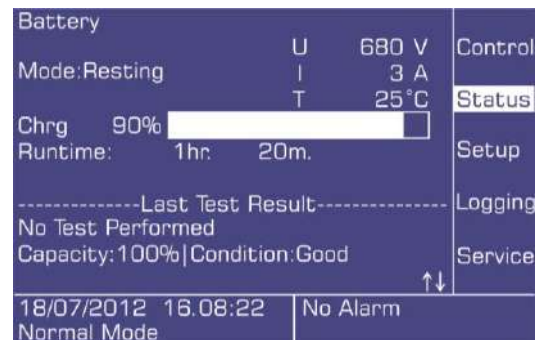 Battery
U 680 V
Mode:Resting I 3 A
T 25°C
Chrg 90%
Runtime: 1hr. 20m.
--------------Last Test Result---------------
No Test Performed
Capacity:100%|Condition:Good
↑↓
Control
Status
Setup
Logging
Service
18/07/2012 16.08:22
Normal Mode
No Alarm